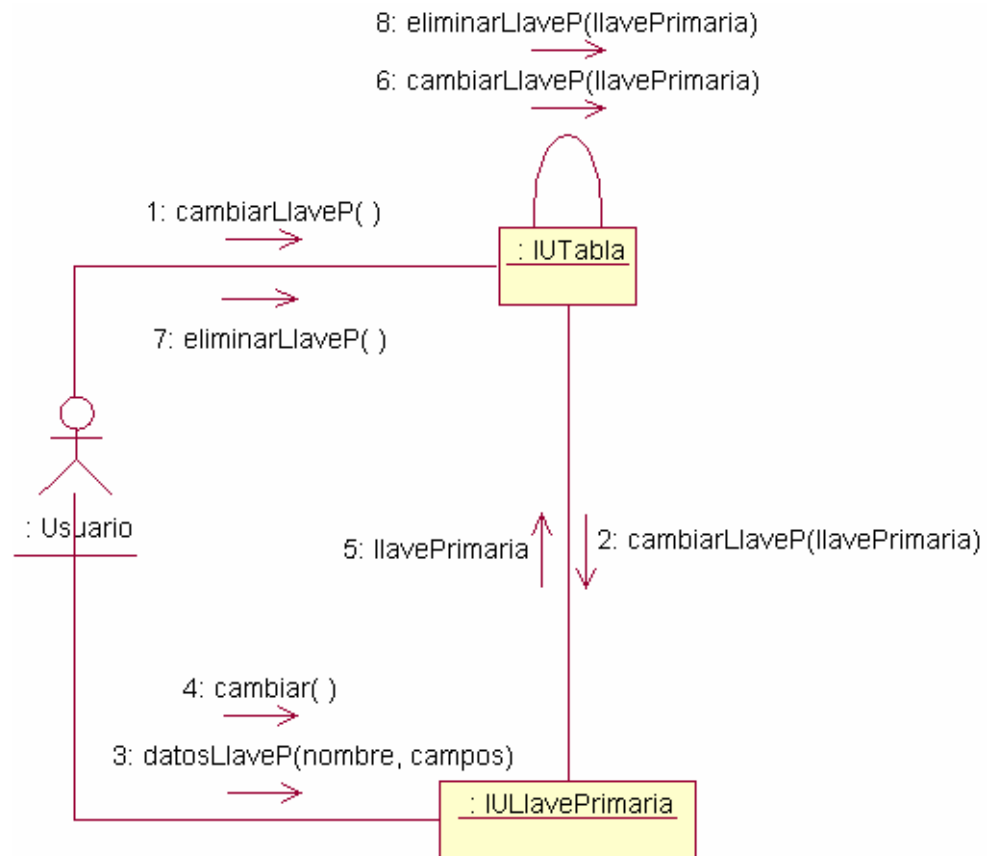 8: eliminarLlaveP(llavePrimaria)
6: cambiarLlaveP(llavePrimaria)
1: cambiarLlaveP( )
: IUTabla
7: eliminarLlaveP( )
: Usuario
5: llavePrimaria
2: cambiarLlaveP(llavePrimaria)
4: cambiar( )
3: datosLlaveP(nombre, campos)
: IULlavePrimaria